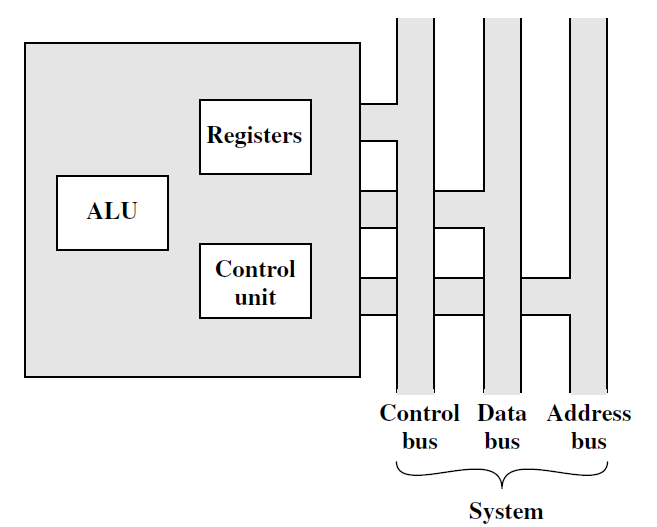 Registers
ALU
Control
unit
Control Data Address
bus bus bus
System